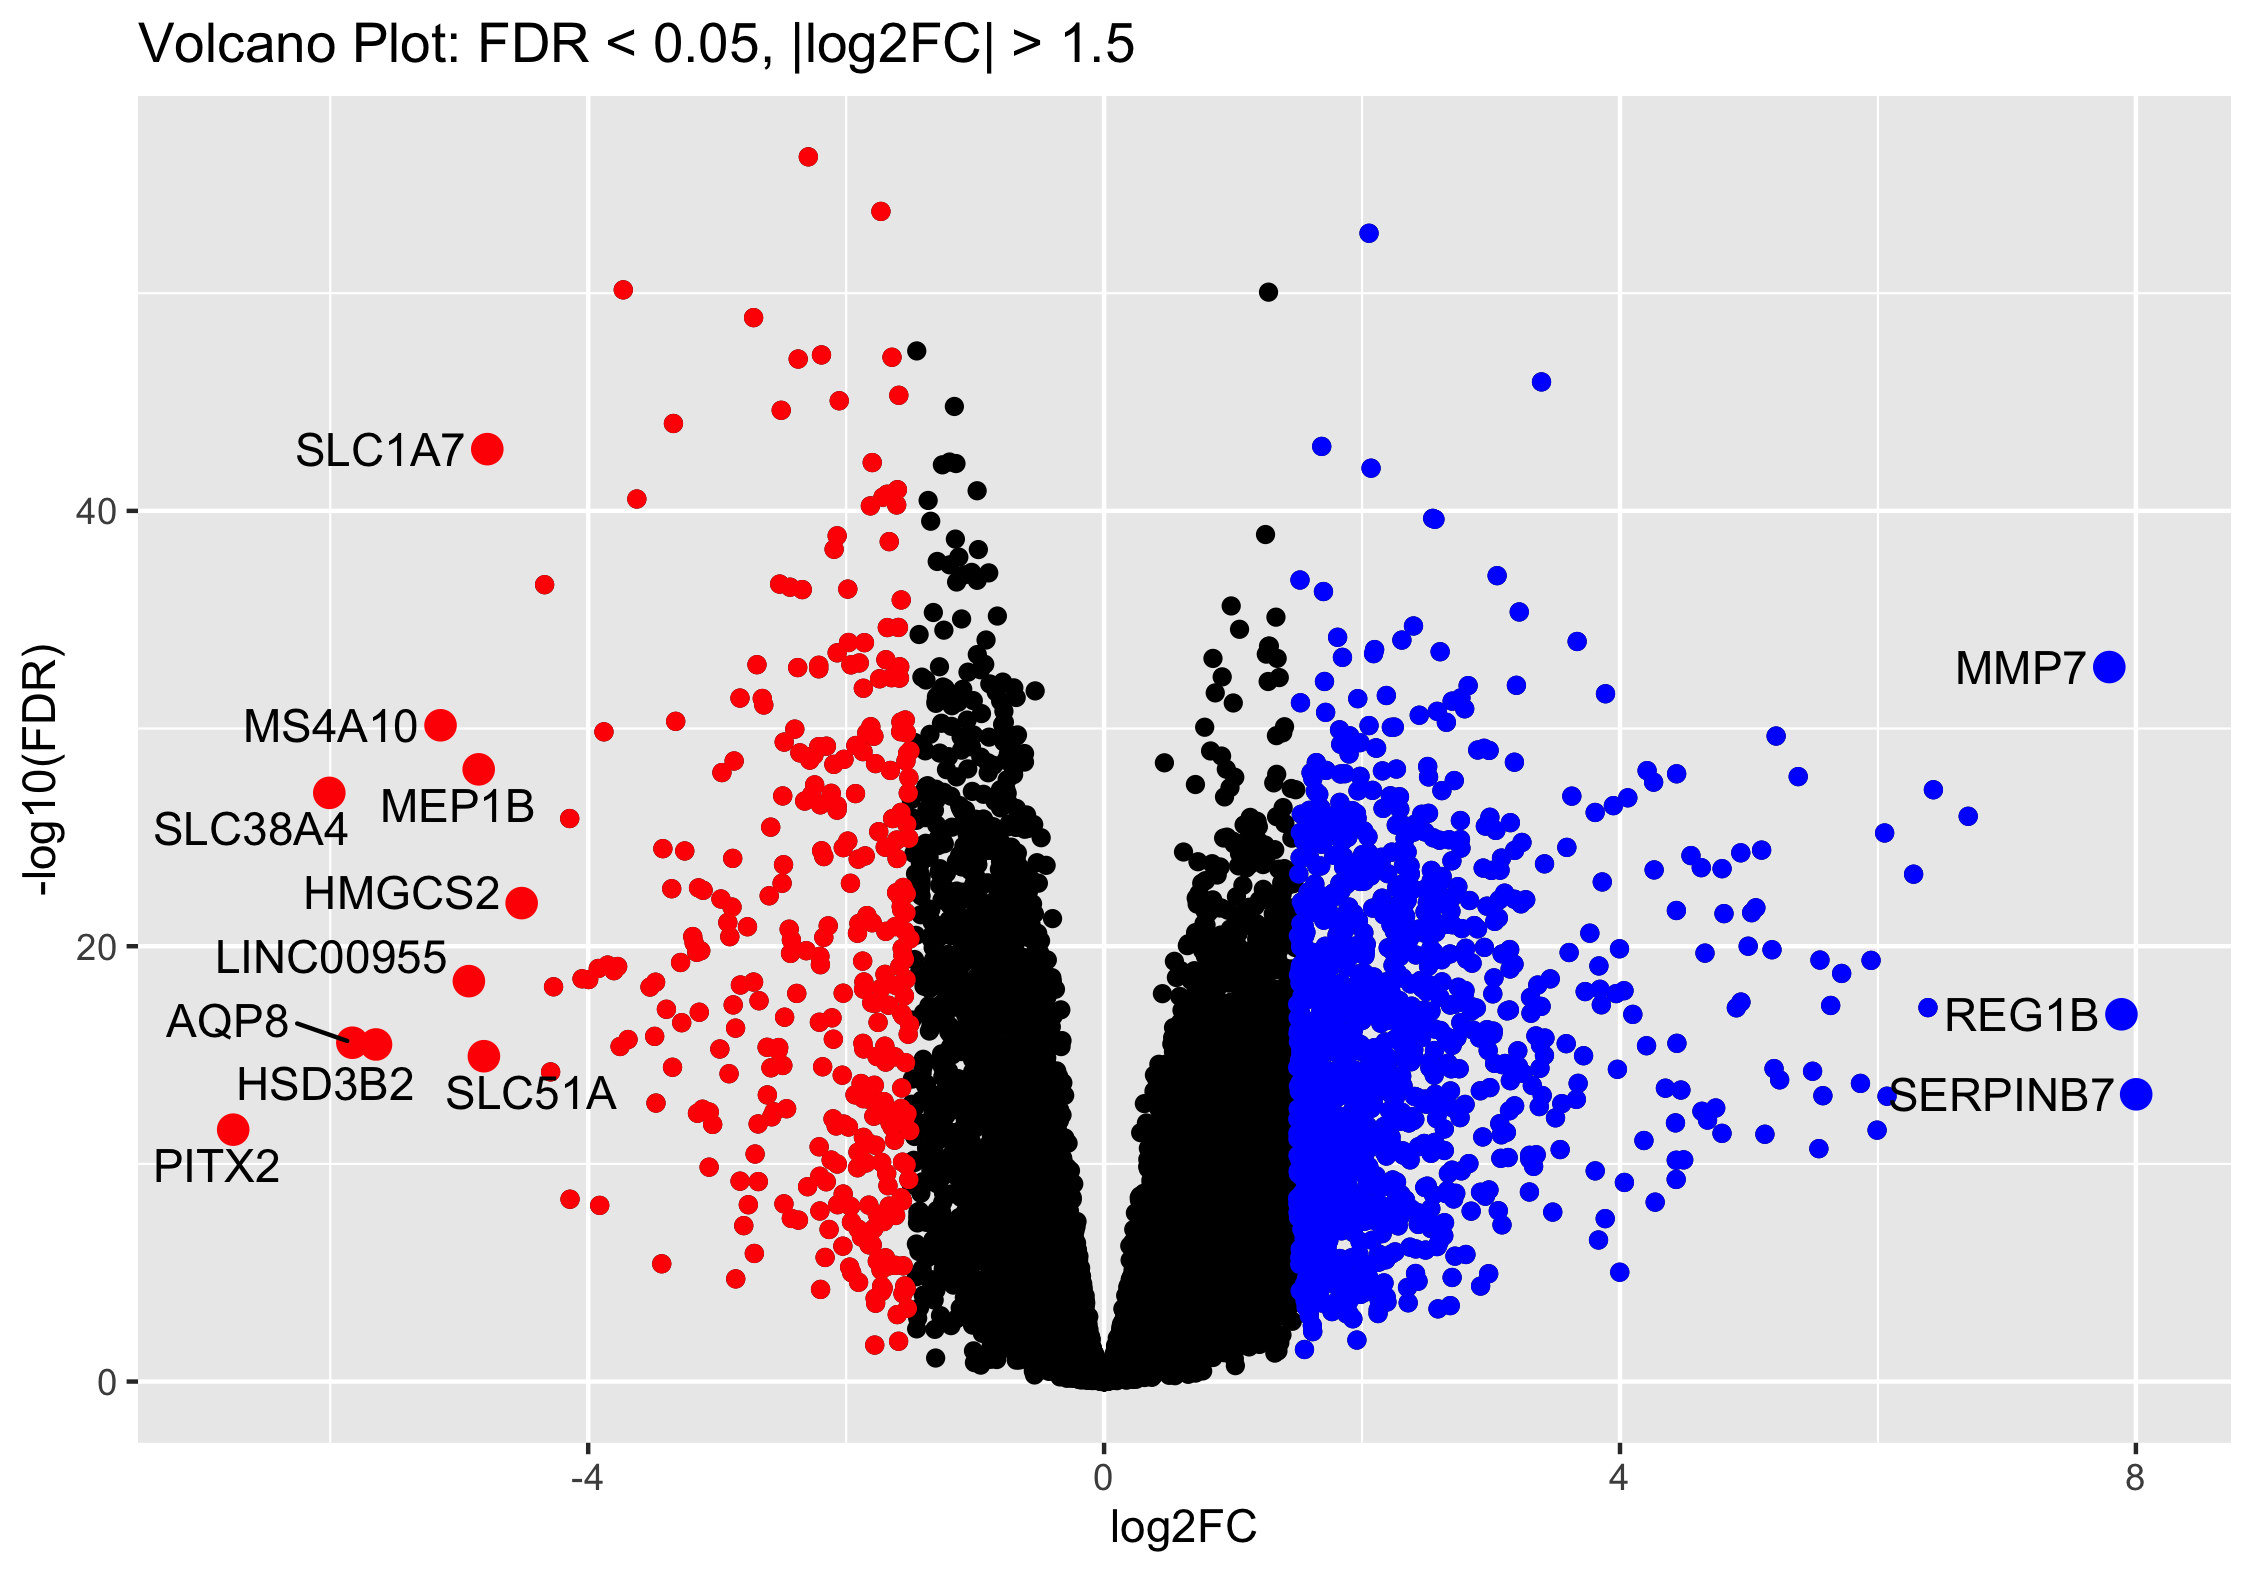 Volcano Plot: FDR < 0.05, |log2FC| > 1.5
-log10(FDR)
40
20
0
SLC1A7
MMP7
MS4A10
MEP1B
SLC38A4
HMGCS2
LINC00955
AQP8
REG1B
HSD3B2
SLC51A
SERPINB7
PITX2
-4
0
4
8
log2FC